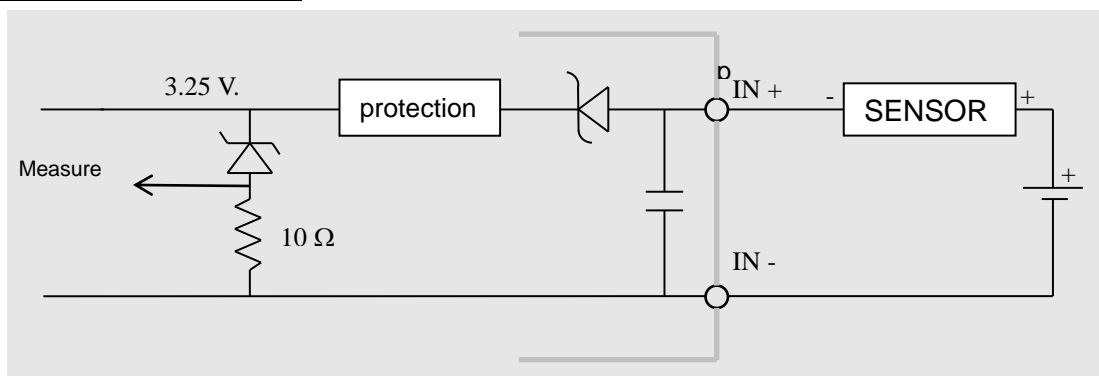 3.25 V.
protection
p
IN +
-
SENSOR
+
Measure
+
10 Ω
IN -